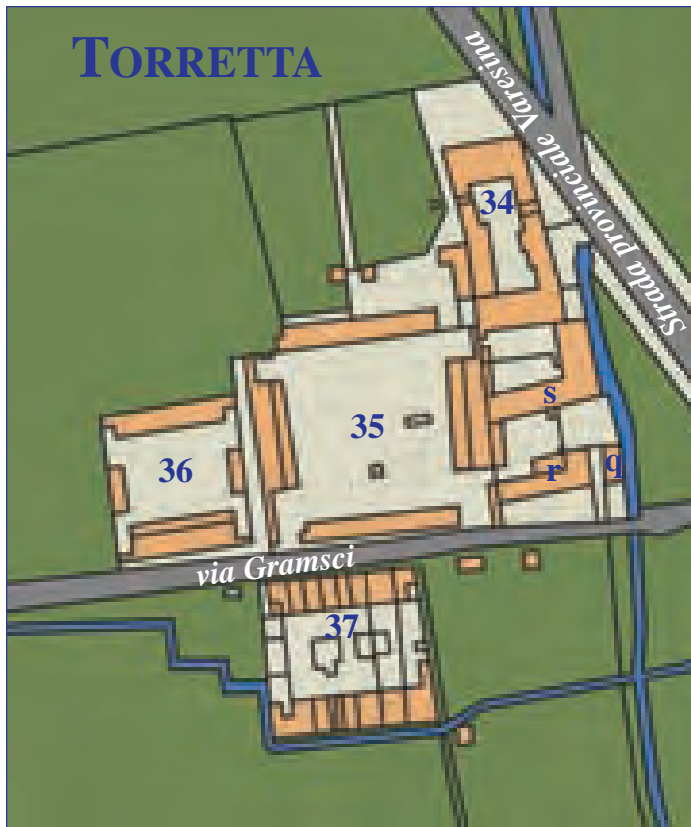 TORRETTA
Strada provinciale Varesina
34
s
35
36
r
q
via Gramsci
37